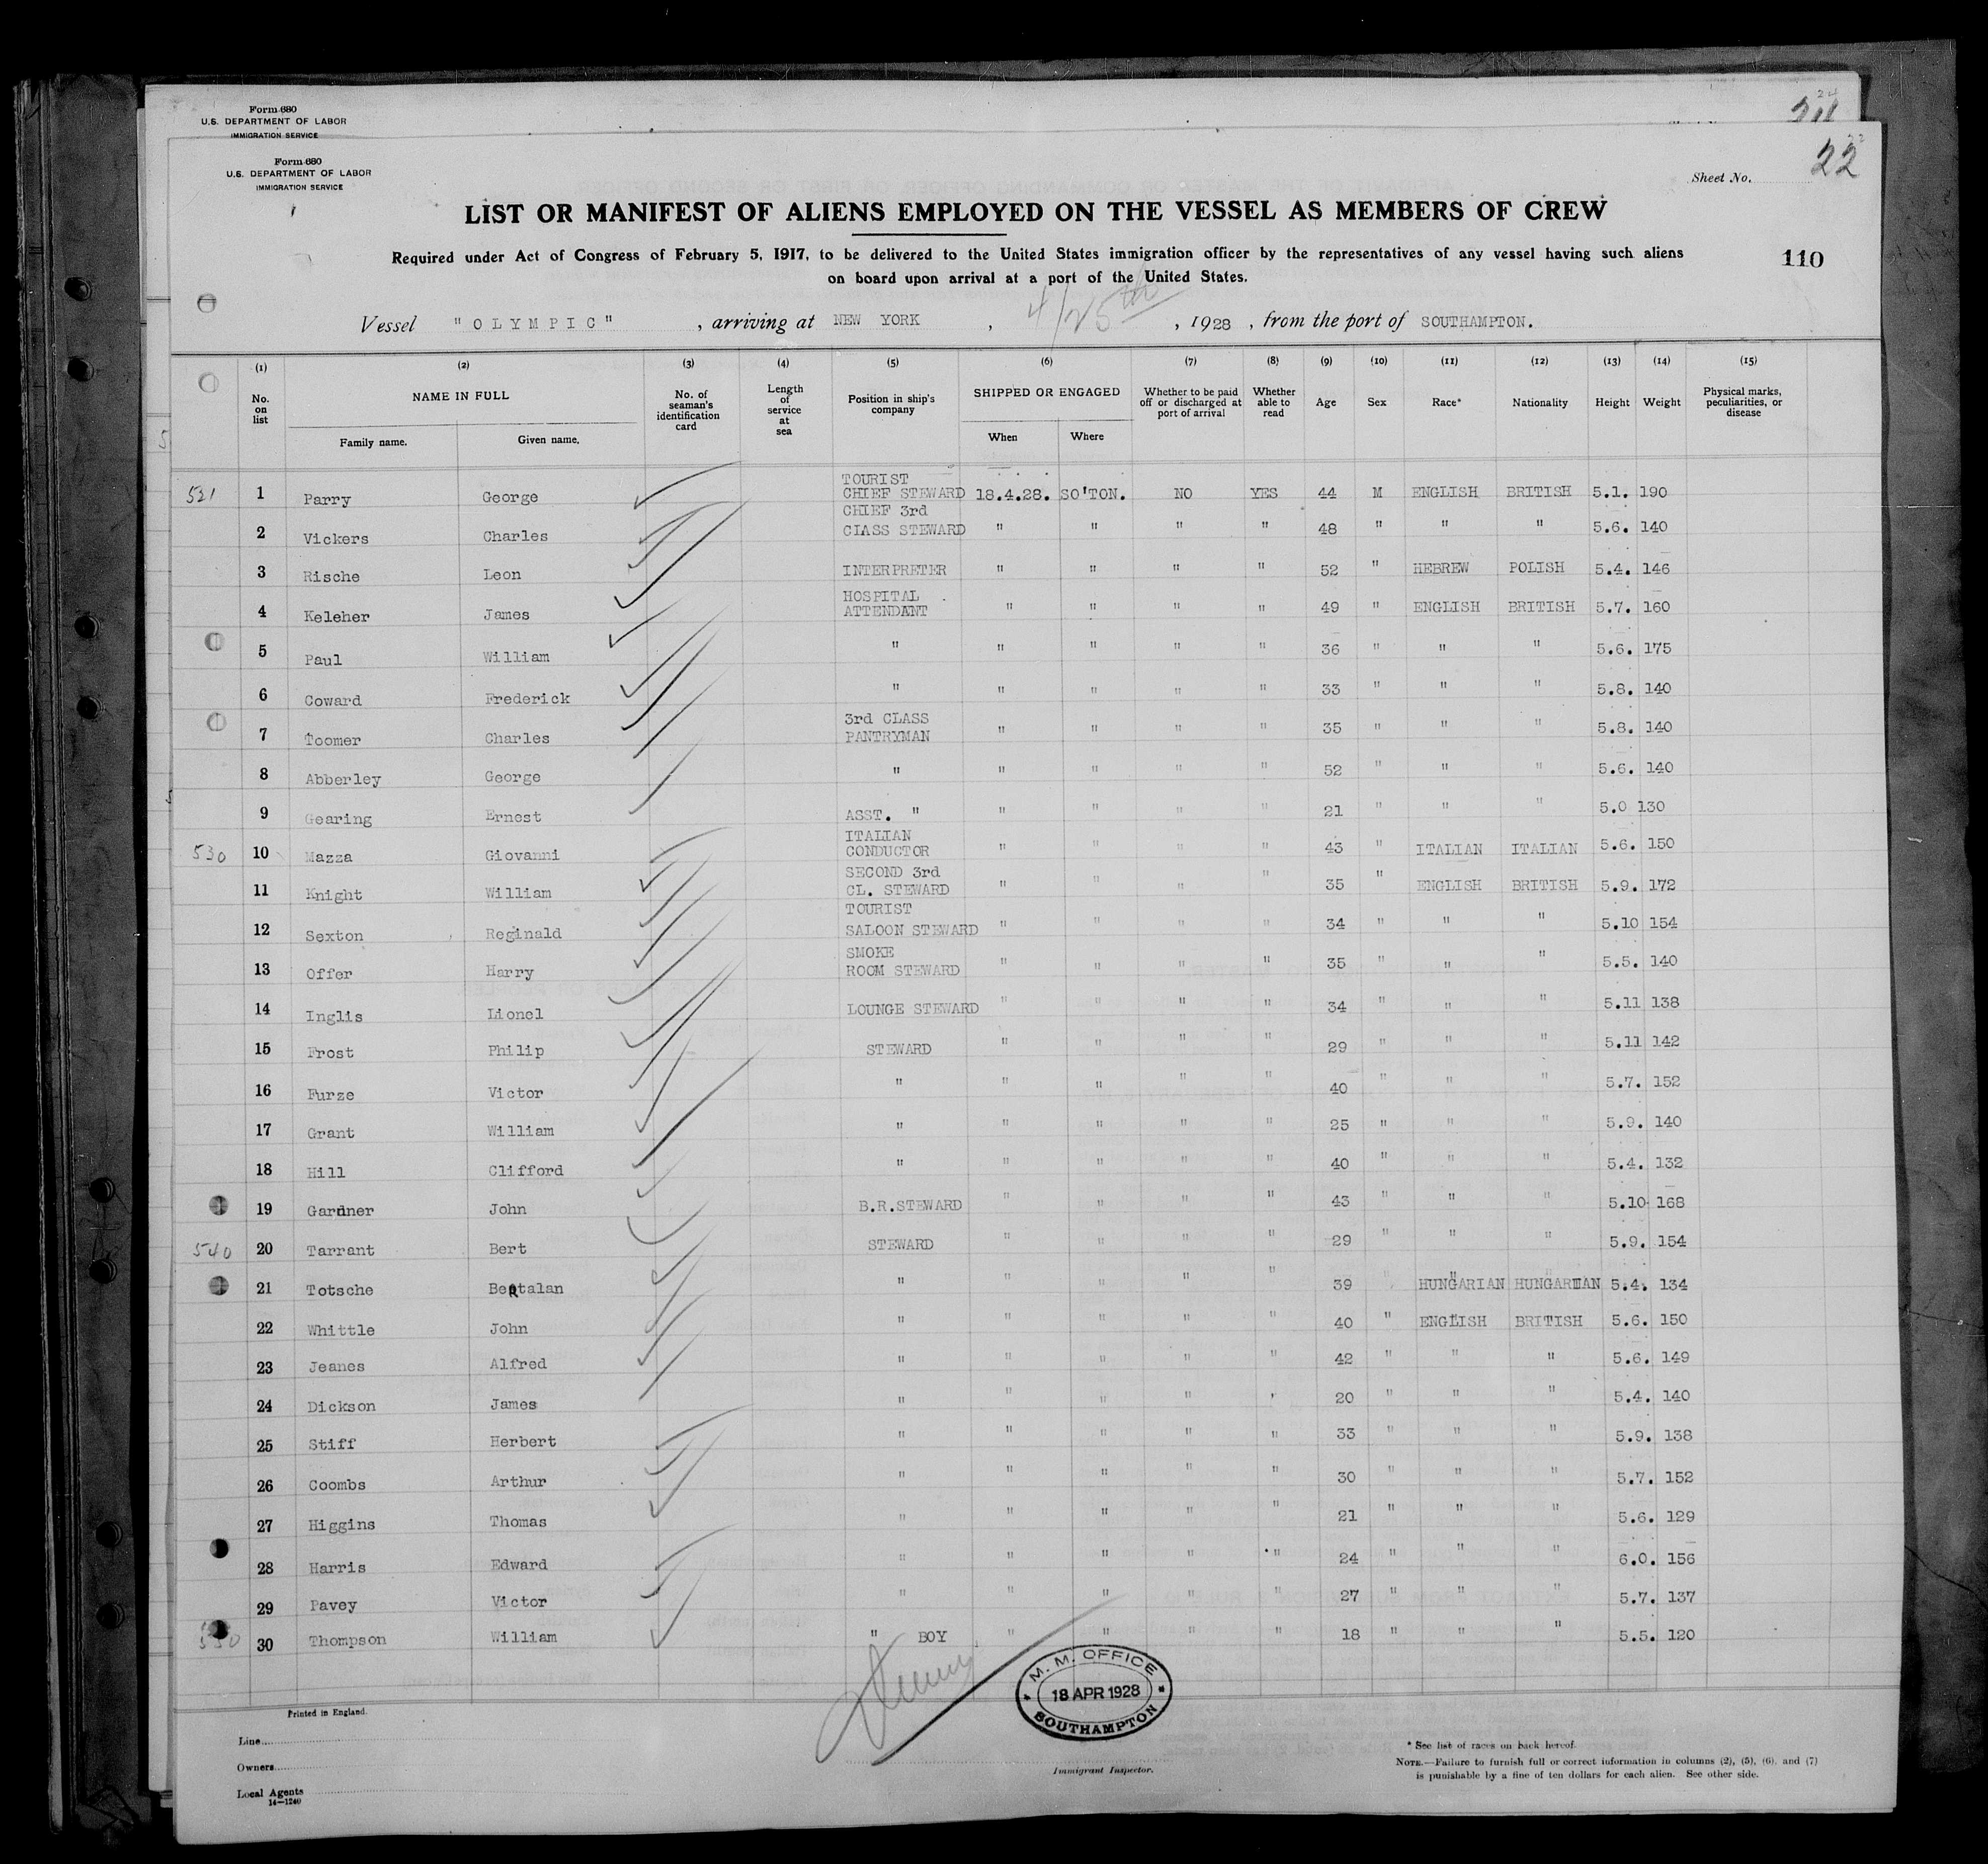 Form 680
U.S. DEPARTMENT OF LABOR
IMMIGRATION SERVICE
Form 680
U.S. DEPARTMENT OF LABOR
IMMIGRATION SERVICE
Sheet No. 22
LIST OR MANIFEST OF ALIENS EMPLOYED ON THE VESSEL AS MEMBERS OF CREW
Required under Act of Congress of February 5, 1917, to be delivered to the United States immigration officer by the representatives of any vessel having such aliens
on board upon arrival at a port of the United States.
110
Vessel "OLYMPIC", arriving at NEW YORK, 4/25th, 1928, from the port of SOUTHAMPTON.
(1) (2) (3) (4) (5) (6) (7) (8) (9) (10) (11) (12) (13) (14) (15)
No. on list NAME IN FULL Family name. Given name. No. of seaman's identification card Length of service at sea Position in ship's company SHIPPED OR ENGAGED When Where Whether to be paid off or discharged at port of arrival Whether able to read Age Sex Race* Nationality Height Weight Physical marks, peculiarities, or disease
521 1 Parry George TOURIST CHIEF STEWARD 18.4.28. SO'TON. NO YES 44 M ENGLISH BRITISH 5.1. 190
2 Vickers Charles CHIEF 3rd CLASS STEWARD " " " " 48 " " " 5.6. 140
3 Rische Leon INTERPRETER " " " " 52 " HEBREW POLISH 5.4. 146
4 Keleher James HOSPITAL ATTENDANT " " " " 49 " ENGLISH BRITISH 5.7. 160
5 Paul William " " " " " 36 " " " 5.6. 175
6 Coward Frederick " " " " " 33 " " " 5.8. 140
7 Toomer Charles 3rd CLASS PANTRYMAN " " " " 35 " " " 5.8. 140
8 Abberley George " " " " " 52 " " " 5.6. 140
9 Gearing Ernest ASST. " " " " " 21 " " " 5.0 130
530 10 Mazza Giovanni ITALIAN CONDUCTOR " " " " 43 " ITALIAN ITALIAN 5.6. 150
11 Knight William SECOND 3rd CL. STEWARD " " " " 35 " ENGLISH BRITISH 5.9. 172
12 Sexton Reginald TOURIST SALOON STEWARD " " " " 34 " " " 5.10 154
13 Offer Harry SMOKE ROOM STEWARD " " " " 35 " " " 5.5. 140
14 Inglis Lionel LOUNGE STEWARD " " " " 34 " " " 5.11 138
15 Frost Philip STEWARD " " " " 29 " " " 5.11 142
16 Furze Victor " " " " " 40 " " " 5.7. 152
17 Grant William " " " " " 25 " " " 5.9. 140
18 Hill Clifford " " " " " 40 " " " 5.4. 132
19 Gardner John B.R.STEWARD " " " " 43 " " " 5.10 168
540 20 Tarrant Bert STEWARD " " " " 29 " " " 5.9. 154
21 Totsche Bertalan " " " " " 39 " HUNGARIAN HUNGARIAN 5.4. 134
22 Whittle John " " " " " 40 " ENGLISH BRITISH 5.6. 150
23 Jeanes Alfred " " " " " 42 " " " 5.6. 149
24 Dickson James " " " " " 20 " " " 5.4. 140
25 Stiff Herbert " " " " " 33 " " " 5.9. 138
26 Coombs Arthur " " " " " 30 " " " 5.7. 152
27 Higgins Thomas " " " " " 21 " " " 5.6. 129
28 Harris Edward " " " " " 24 " " " 6.0. 156
29 Pavey Victor " " " " " 27 " " " 5.7. 137
550 30 Thompson William " BOY " " " " 18 " " " 5.5. 120
M. M. OFFICE
18 APR 1928
SOUTHAMPTON
Printed in England.
Line
Owners
Local Agents
14—1240
Immigrant Inspector.
* See list of races on back hereof.
NOTE.—Failure to furnish full or correct information in columns (2), (5), (6), and (7)
is punishable by a fine of ten dollars for each alien. See other side.